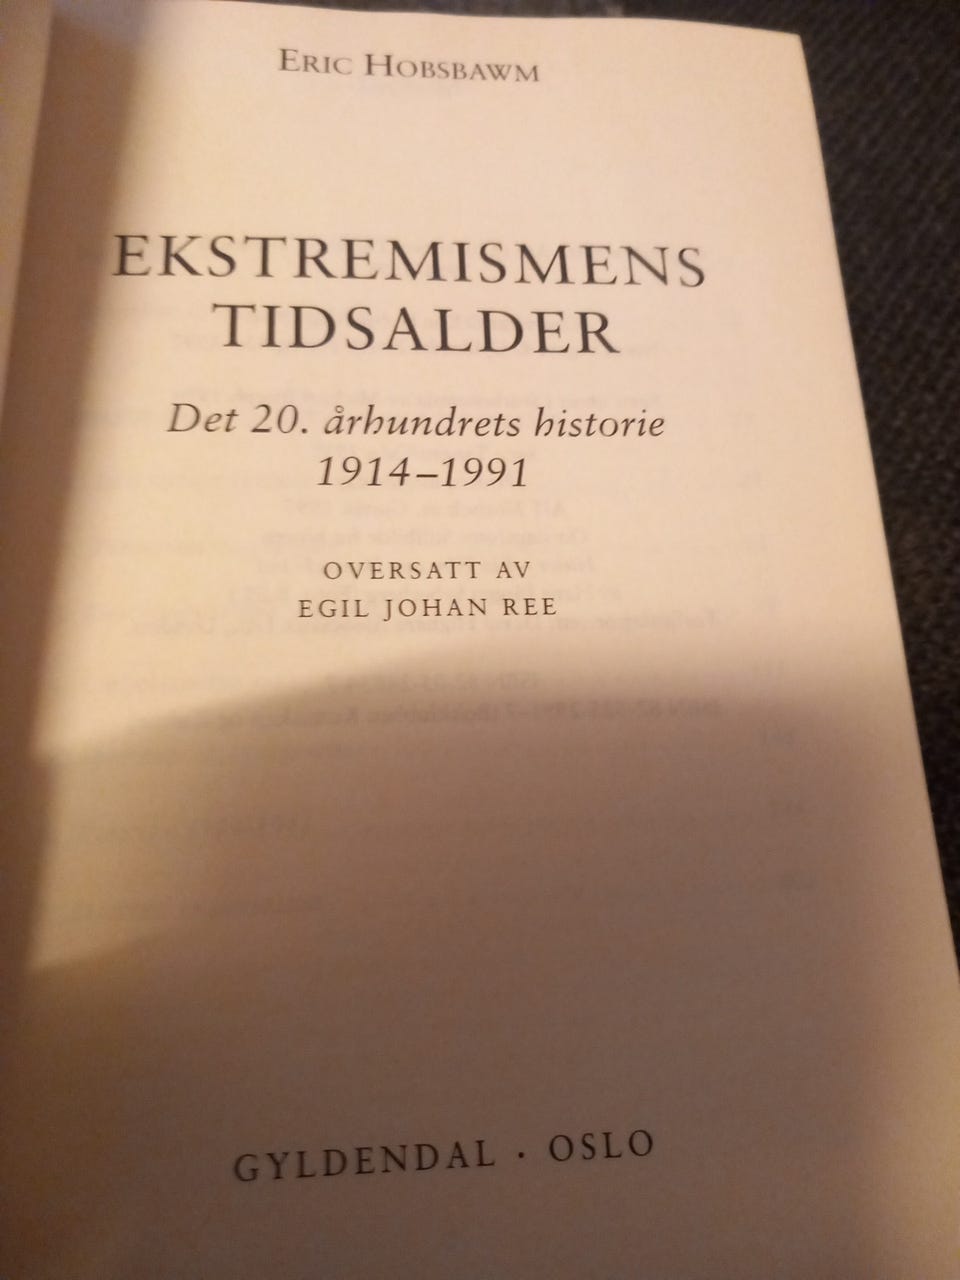 ERIC HOBSBAWM
EKSTREMISMENS
TIDSALDER
Det 20. århundrets historie
1914–1991
OVERSATT AV
EGIL JOHAN REE
GYLDENDAL · OSLO